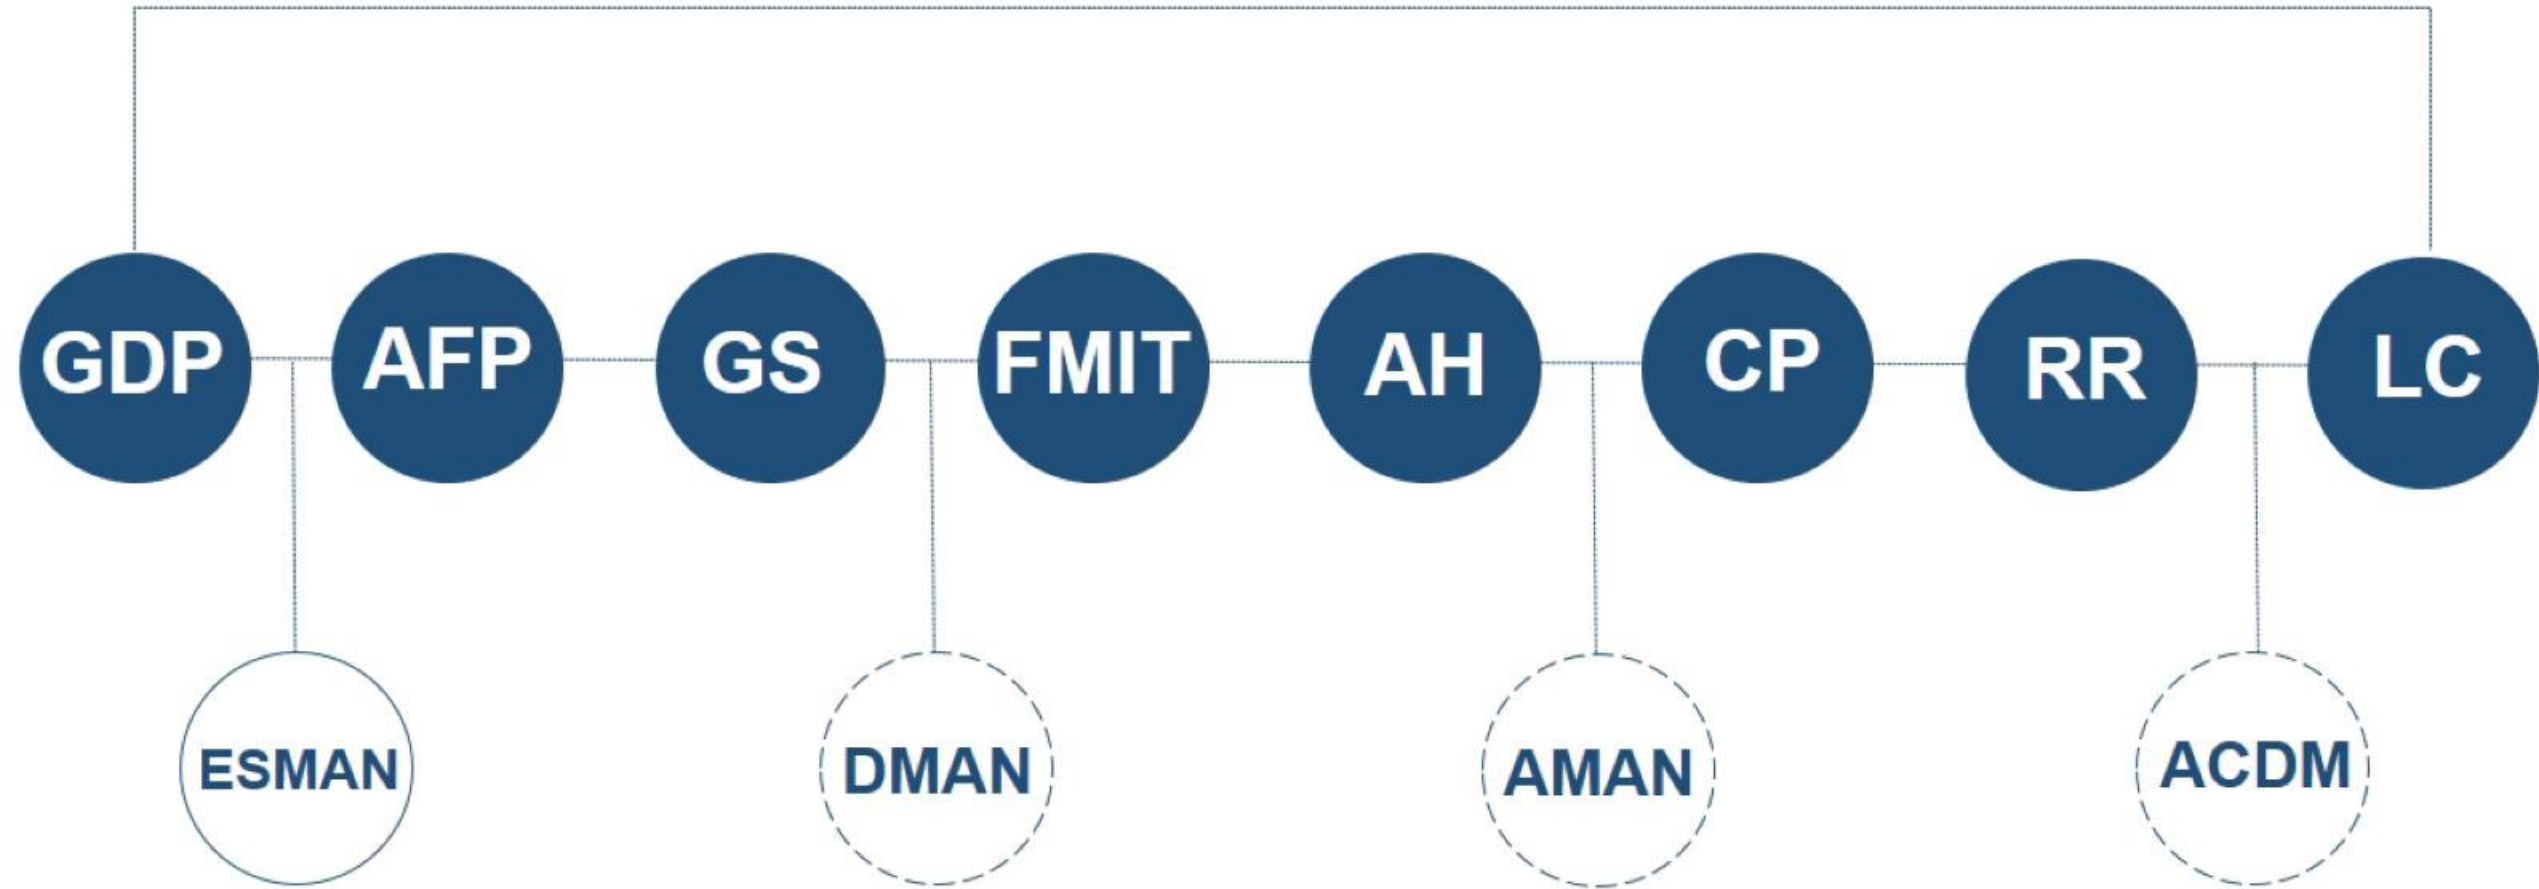 GDP
AFP
GS
FMIT
AH
CP
RR
LC
ESMAN
DMAN
AMAN
ACDM